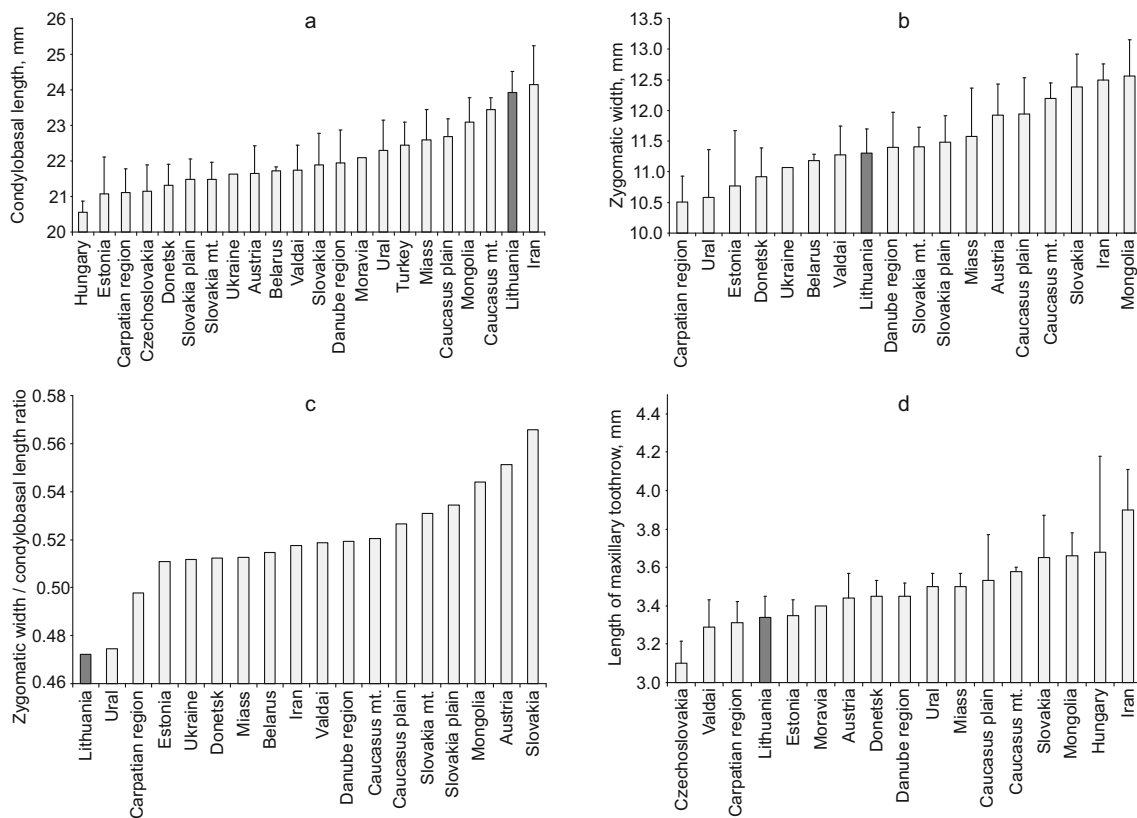 a
Condylobasal length, mm
26
25
24
23
22
21
20
Hungary
Estonia
Carpatian region
Czechoslovakia
Donetsk
Slovakia plain
Slovakia mt.
Ukraine
Austria
Belarus
Valdai
Slovakia
Danube region
Moravia
Ural
Turkey
Miass
Caucasus plain
Mongolia
Caucasus mt.
Lithuania
Iran
b
Zygomatic width, mm
13.5
13.0
12.5
12.0
11.5
11.0
10.5
10.0
Carpatian region
Ural
Estonia
Donetsk
Ukraine
Belarus
Valdai
Lithuania
Danube region
Slovakia mt.
Slovakia plain
Miass
Austria
Caucasus plain
Caucasus mt.
Slovakia
Iran
Mongolia
c
Zygomatic width / condylobasal length ratio
0.58
0.56
0.54
0.52
0.50
0.48
0.46
Lithuania
Ural
Carpatian region
Estonia
Ukraine
Donetsk
Miass
Belarus
Iran
Valdai
Danube region
Caucasus mt.
Caucasus plain
Slovakia mt.
Slovakia plain
Mongolia
Austria
Slovakia
d
Length of maxillary toothrow, mm
4.4
4.2
4.0
3.8
3.6
3.4
3.2
3.0
Czechoslovakia
Valdai
Carpatian region
Lithuania
Estonia
Moravia
Austria
Donetsk
Danube region
Ural
Miass
Caucasus plain
Caucasus mt.
Slovakia
Mongolia
Hungary
Iran